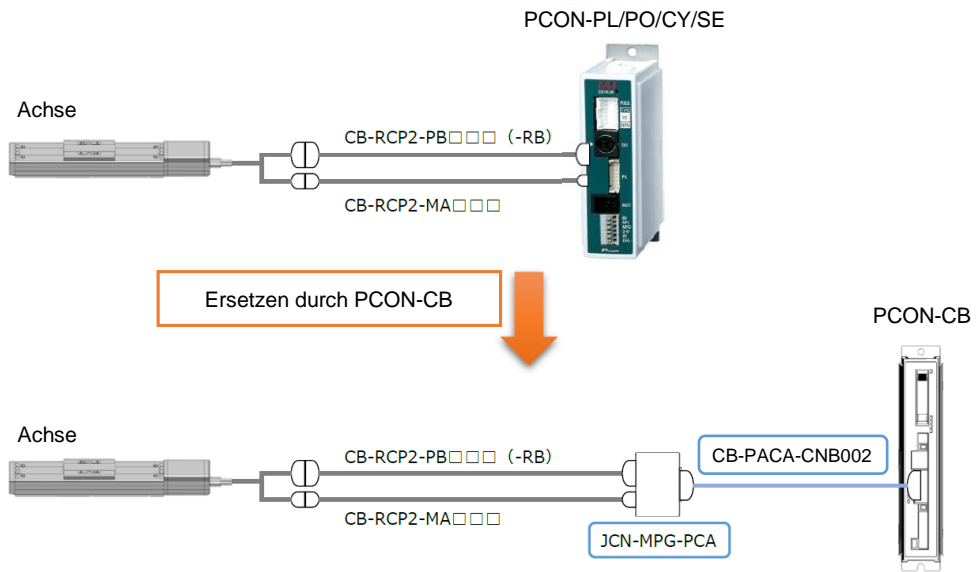 PCON-PL/PO/CY/SE
Achse
CB-RCP2-PB□□□ (-RB)
CB-RCP2-MA□□□
Ersetzen durch PCON-CB
PCON-CB
Achse
CB-RCP2-PB□□□ (-RB)
CB-PACA-CNB002
CB-RCP2-MA□□□
JCN-MPG-PCA